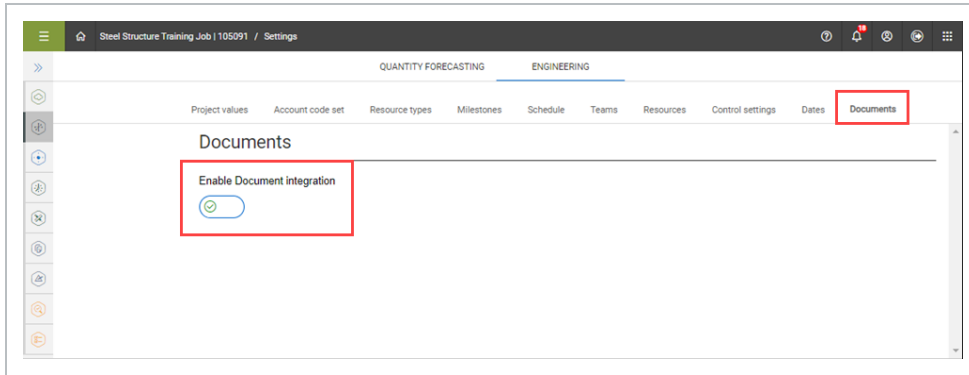 Steel Structure Training Job | 105091 / Settings
18
QUANTITY FORECASTING ENGINEERING
Project values Account code set Resource types Milestones Schedule Teams Resources Control settings Dates Documents
Documents
Enable Document integration